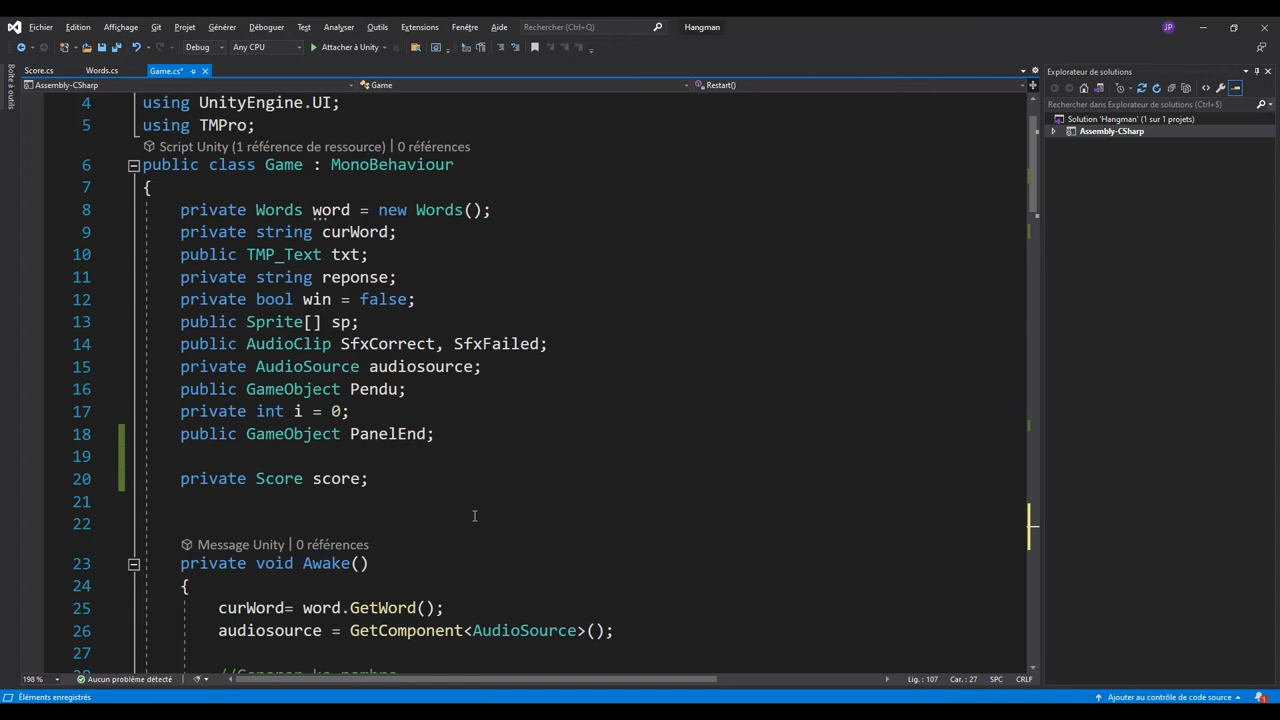 Fichier Edition Affichage Git Projet Générer Déboguer Test Analyser Outils Extensions Fenêtre Aide Rechercher (Ctrl+Q) Hangman JP
Debug Any CPU Attacher à Unity
Boîte à outils
Score.cs Words.cs Game.cs*
Assembly-CSharp Game Restart()
4 using UnityEngine.UI;
5 using TMPro;
Script Unity (1 référence de ressource) | 0 références
6 public class Game : MonoBehaviour
7 {
8 private Words word = new Words();
9 private string curWord;
10 public TMP_Text txt;
11 private string reponse;
12 private bool win = false;
13 public Sprite[] sp;
14 public AudioClip SfxCorrect, SfxFailed;
15 private AudioSource audiosource;
16 public GameObject Pendu;
17 private int i = 0;
18 public GameObject PanelEnd;
19
20 private Score score;
21
22
Message Unity | 0 références
23 private void Awake()
24 {
25 curWord= word.GetWord();
26 audiosource = GetComponent<AudioSource>();
27
198 % Aucun problème détecté Lig. : 107 Car. : 27 SPC CRLF
Éléments enregistrés Ajouter au contrôle de code source 1
Explorateur de solutions
Rechercher dans Explorateur de solutions (Ctrl+$)
Solution 'Hangman' (1 sur 1 projets)
Assembly-CSharp